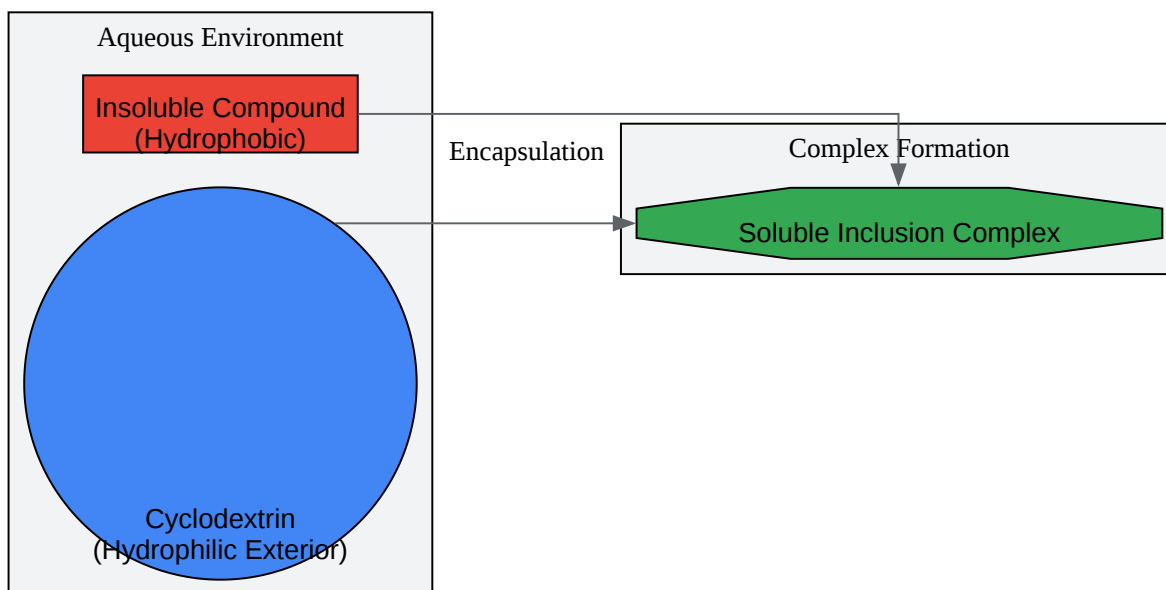 Aqueous Environment
Insoluble Compound
(Hydrophobic)
Encapsulation
Complex Formation
Soluble Inclusion Complex
Cyclodextrin
(Hydrophilic Exterior)